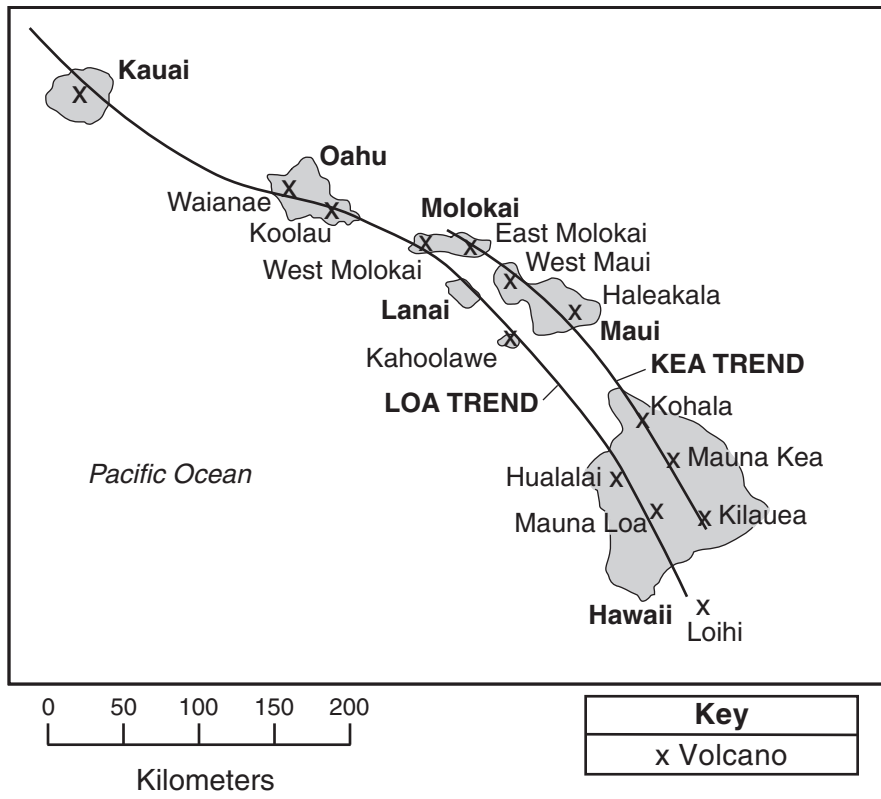 Kauai
x
Oahu
x
Waianae
x
Koolau
Molokai
x
x
East Molokai
West Molokai
West Maui
x
Lanai
Haleakala
x
Maui
Kahoolawe
x
KEA TREND
LOA TREND
Kohala
x
Pacific Ocean
Mauna Kea
x
Hualalai x
Mauna Loa x
x Kilauea
Hawaii
x
Loihi
0 50 100 150 200
Kilometers
Key
x Volcano